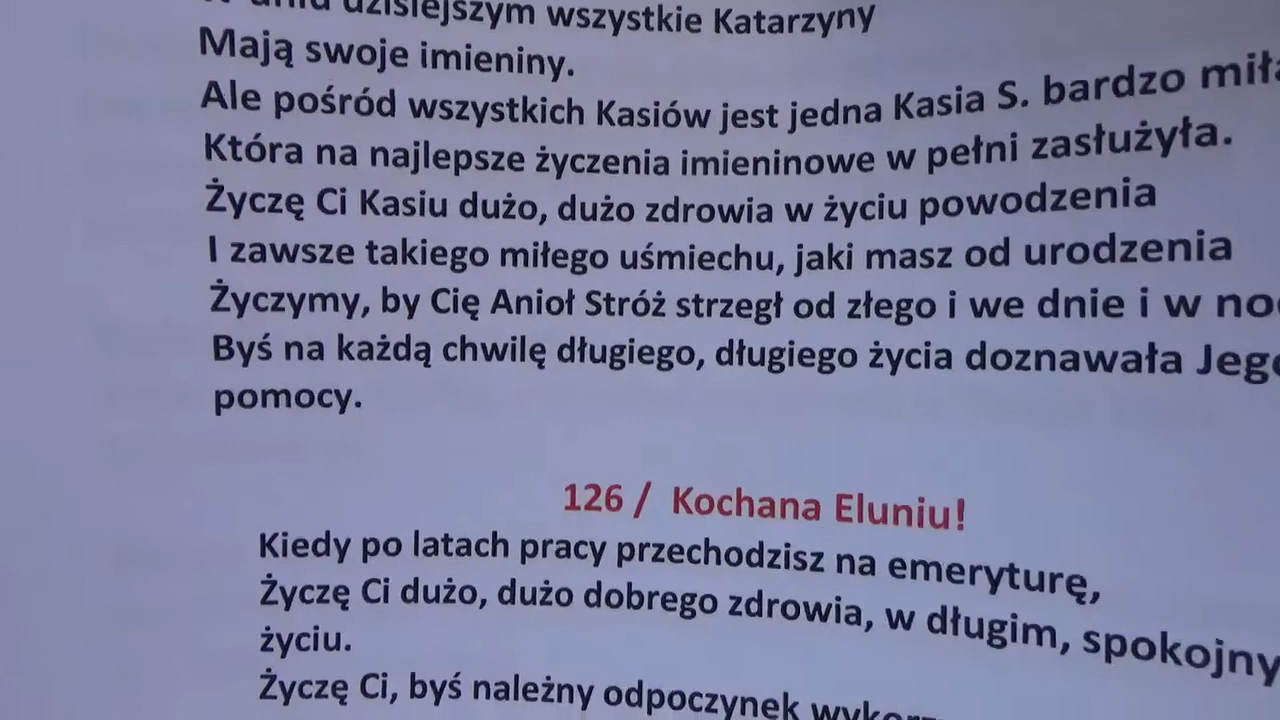 dzisiejszym wszystkie Katarzyny
Mają swoje imieniny.
Ale pośród wszystkich Kasiów jest jedna Kasia S. bardzo
Która na najlepsze życzenia imieninowe w pełni zasłużyła.
Życzę Ci Kasiu dużo, dużo zdrowia w życiu powodzenia
I zawsze takiego miłego uśmiechu, jaki masz od urodzenia
Życzymy, by Cię Anioł Stróż strzegł od złego i we dnie i w
Byś na każdą chwilę długiego, długiego życia doznawała
pomocy.
126 / Kochana Eluniu!
Kiedy po latach pracy przechodzisz na emeryturę,
Życzę Ci dużo, dużo dobrego zdrowia, w długim,
życiu.
Życzę Ci, byś należny odpoczynek